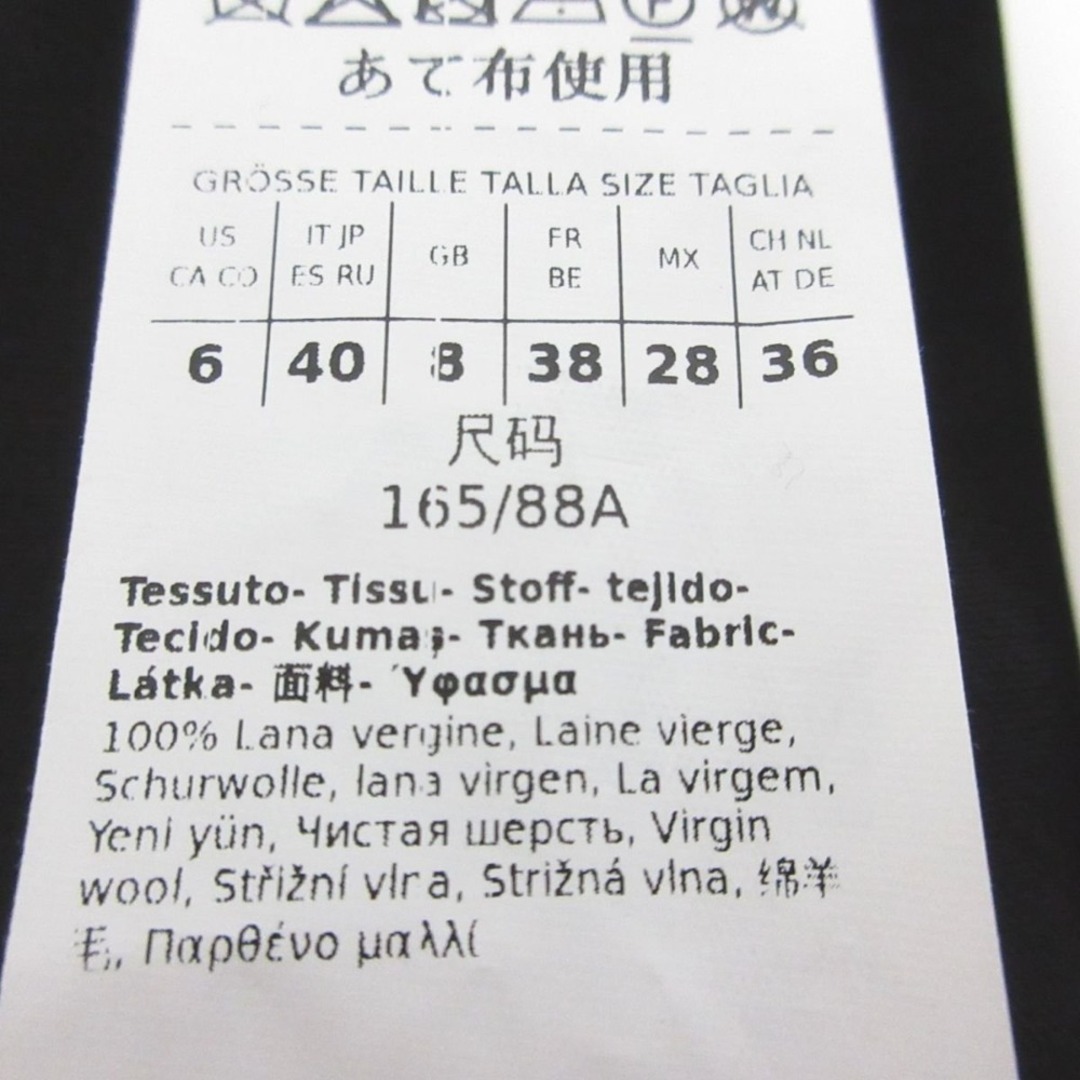 あて布使用
GRÖSSE TAILLE TALLA SIZE TAGLIA
US IT JP GB FR MX CH NL
CA CO ES RU BE AT DE
6 40 8 38 28 36
尺码
165/88A
Tessuto- Tissu- Stoff- tejido-
Tecido- Kumaş- Ткань- Fabric-
Látka- 面料- Ύφασμα
100% Lana vergine, Laine vierge,
Schurwolle, lana virgen, La virgem,
Yeni yün, Чистая шерсть, Virgin
wool, Střižní vlna, Strižná vlna, 绵羊
毛, Παρθένο μαλλί